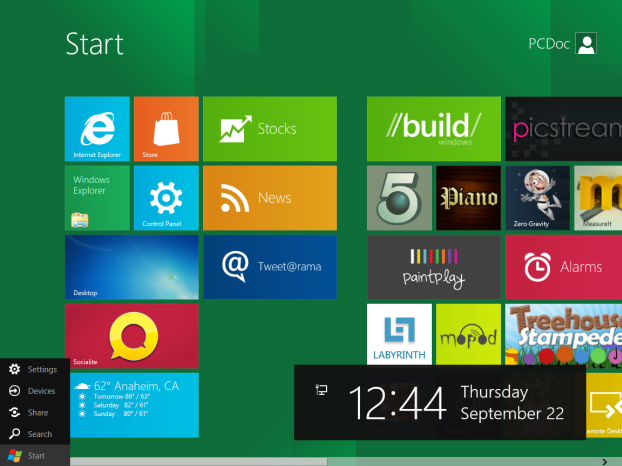 Start
PCDoc
Internet Explorer
Store
Stocks
Windows
Explorer
Control Panel
News
Desktop
Tweet@rama
Socialite
62° Anaheim, CA
Tomorrow 86° / 63°
Saturday 82° / 61°
Sunday 80° / 61°
//build/
windows
picstream
5
Piano
Zero Gravity
MeasureIt
paintplay
Alarms
LABYRINTH
mopod
Treehouse
Stampede
emote Desk
Settings
Devices
Share
Search
Start
12:44
Thursday
September 22